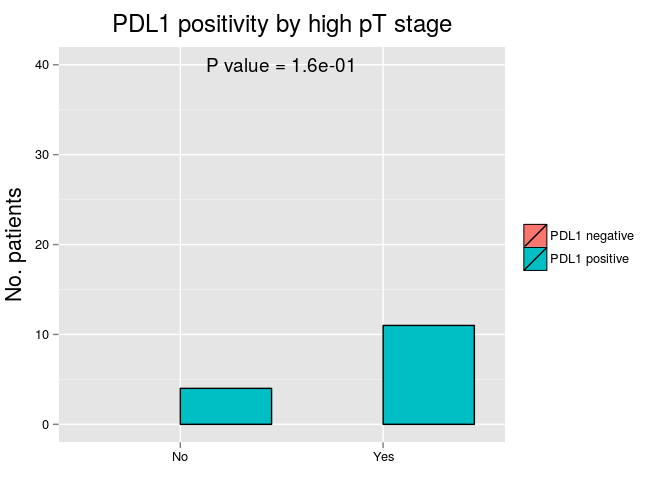 PDL1 positivity by high pT stage
P value = 1.6e-01
No. patients
40
30
20
10
0
No
Yes
PDL1 negative
PDL1 positive